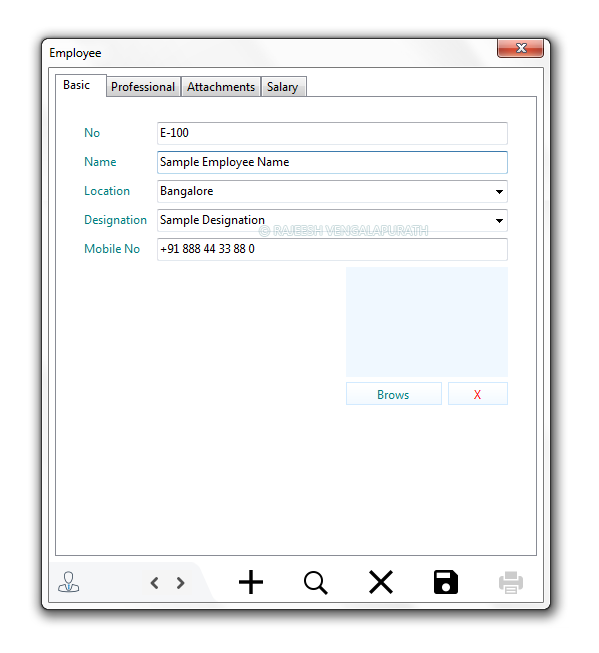 Employee
Basic Professional Attachments Salary
No E-100
Name Sample Employee Name
Location Bangalore
Designation Sample Designation
© RAJEESH VENGALAPURATH
Mobile No +91 888 44 33 88 0
Brows X